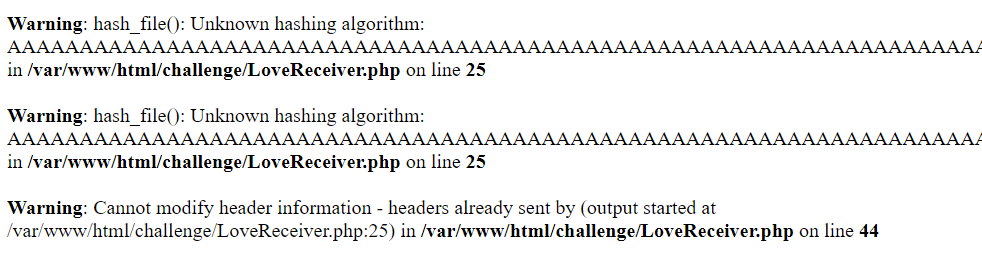 Warning: hash_file(): Unknown hashing algorithm:
AAAAAAAAAAAAAAAAAAAAAAAAAAAAAAAAAAAAAAAAAAAAAAAAAAAAAAAAAAAAAAAAAAAA
in /var/www/html/challenge/LoveReceiver.php on line 25
Warning: hash_file(): Unknown hashing algorithm:
AAAAAAAAAAAAAAAAAAAAAAAAAAAAAAAAAAAAAAAAAAAAAAAAAAAAAAAAAAAAAAAAAAAA
in /var/www/html/challenge/LoveReceiver.php on line 25
Warning: Cannot modify header information - headers already sent by (output started at
/var/www/html/challenge/LoveReceiver.php:25) in /var/www/html/challenge/LoveReceiver.php on line 44